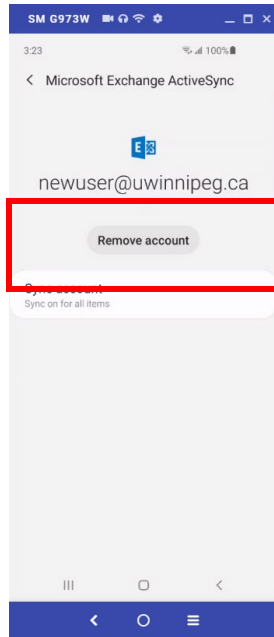 SM G973W
3:23
100%
Microsoft Exchange ActiveSync
E
newuser@uwinnipeg.ca
Remove account
Sync account
Sync on for all items